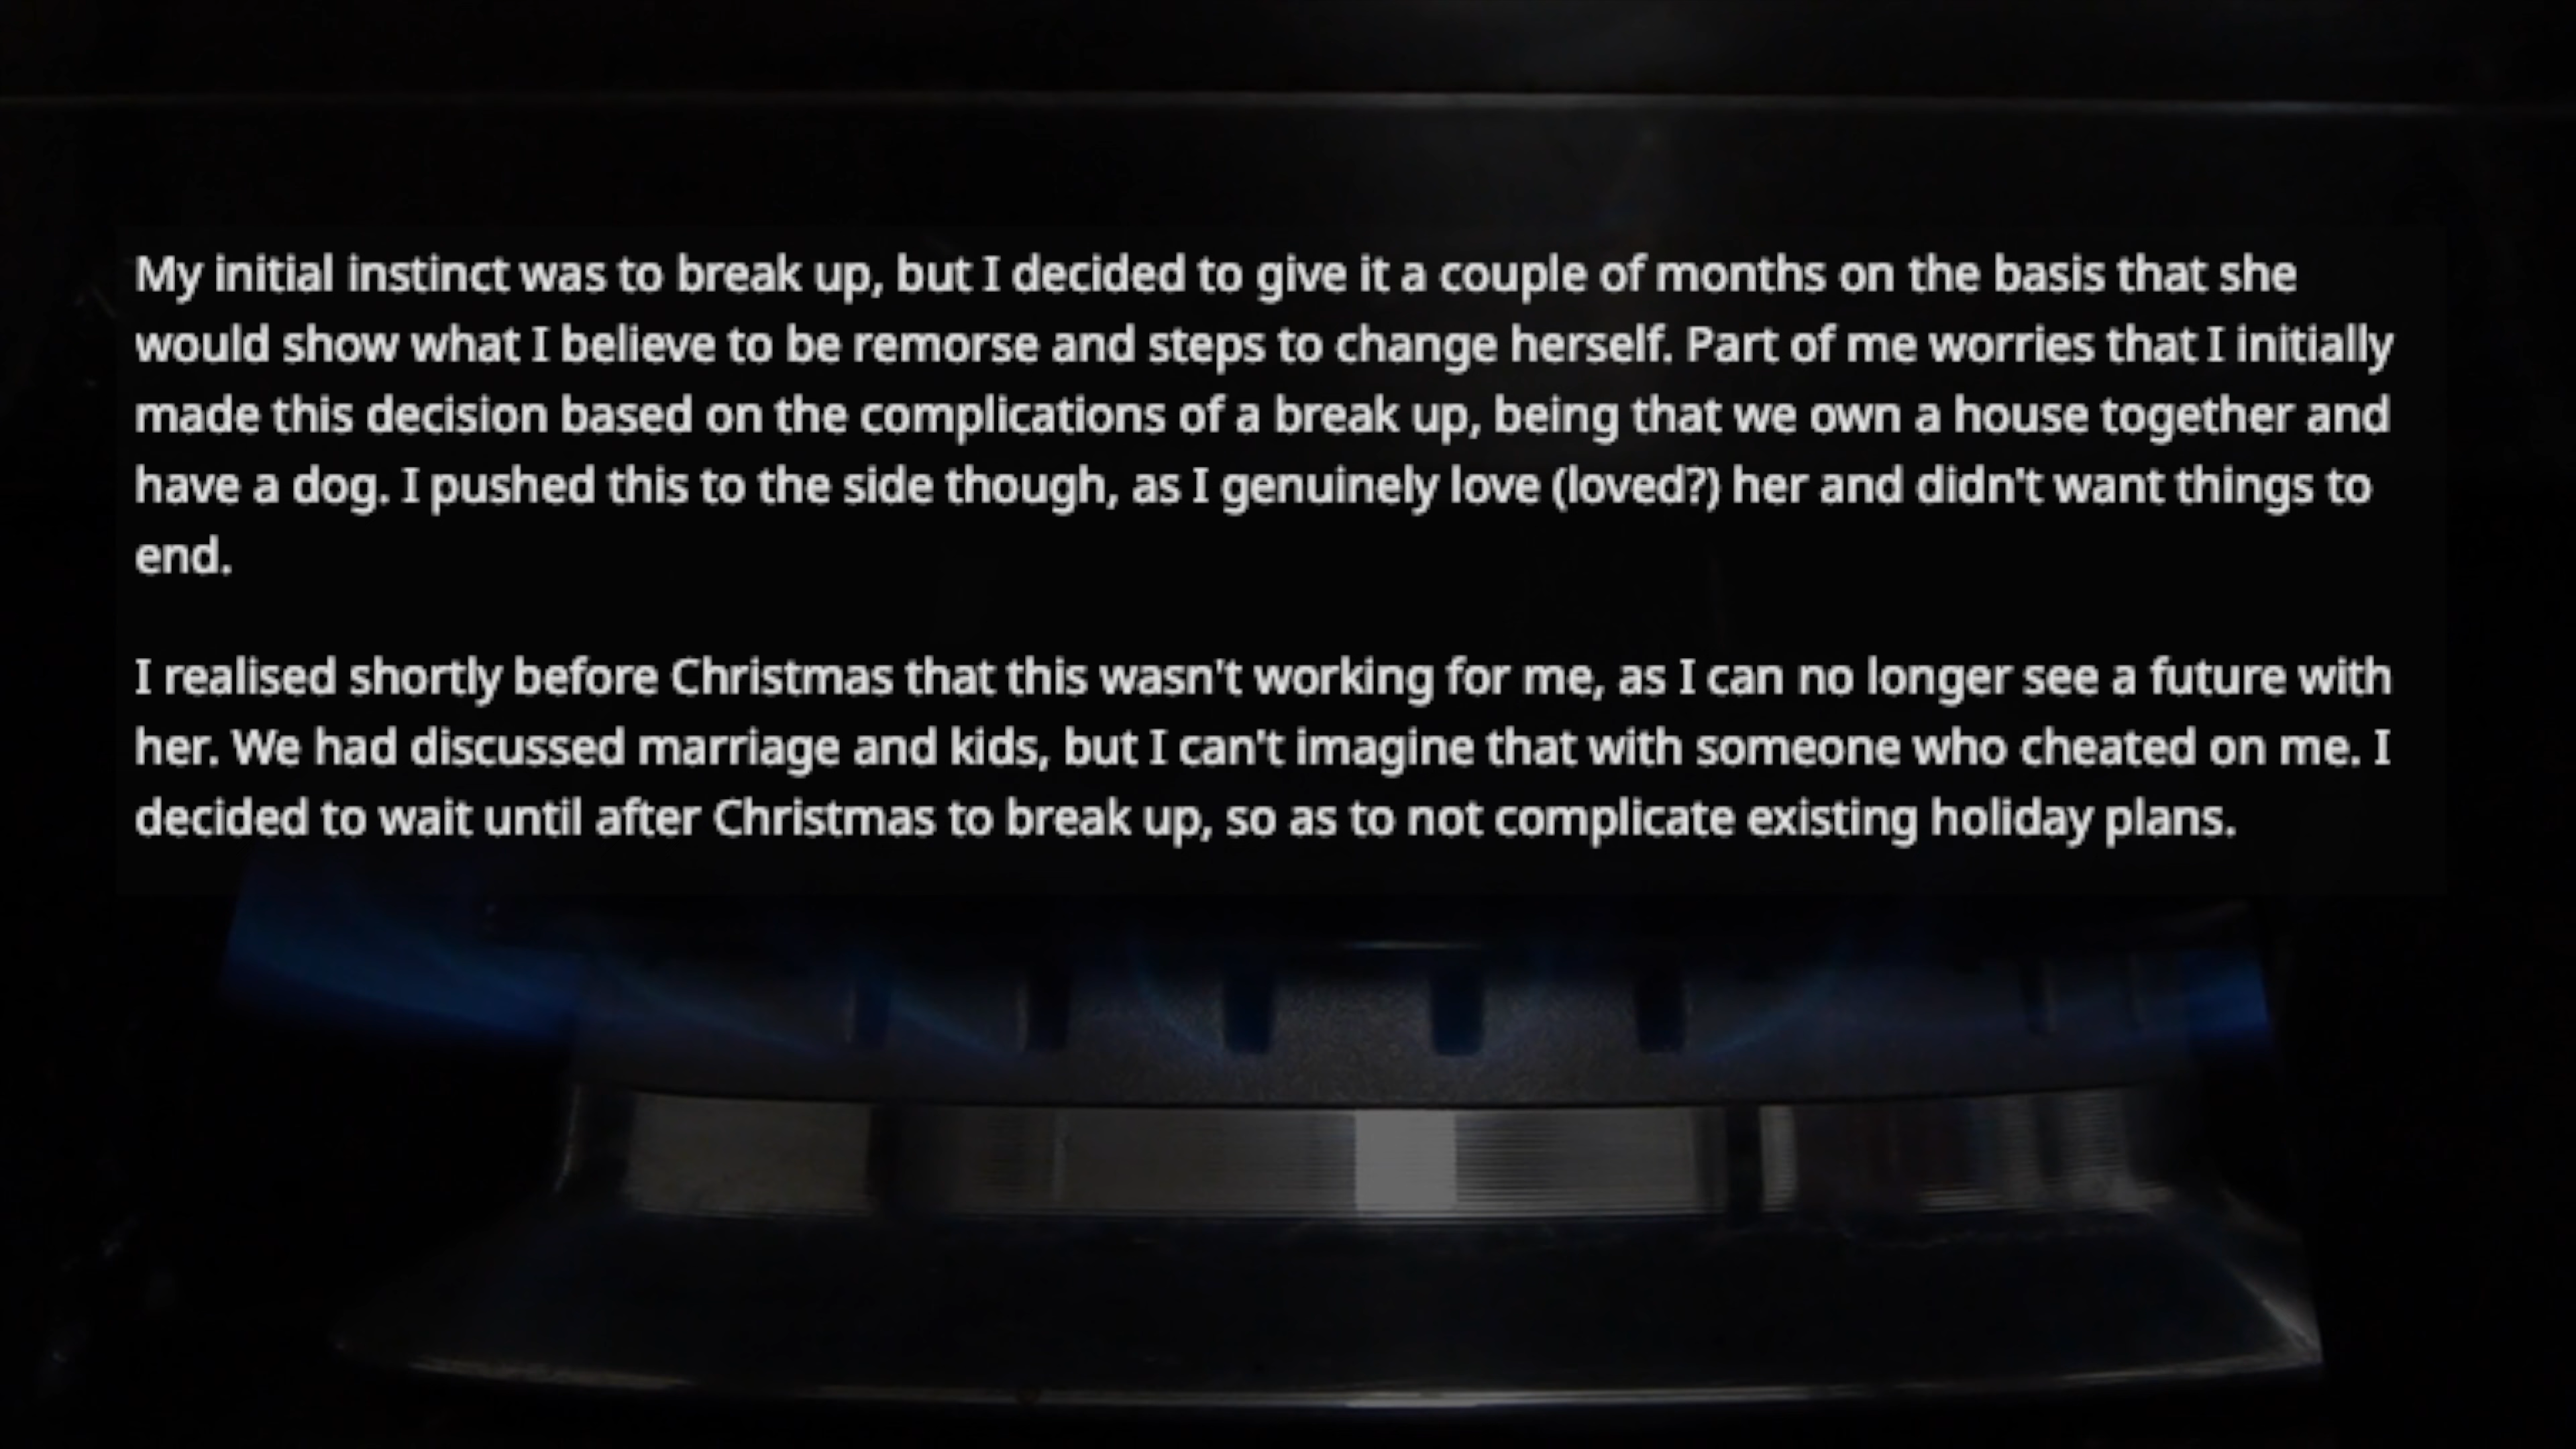 My initial instinct was to break up, but I decided to give it a couple of months on the basis that she
would show what I believe to be remorse and steps to change herself. Part of me worries that I initially
made this decision based on the complications of a break up, being that we own a house together and
have a dog. I pushed this to the side though, as I genuinely love (loved?) her and didn't want things to
end.
I realised shortly before Christmas that this wasn't working for me, as I can no longer see a future with
her. We had discussed marriage and kids, but I can't imagine that with someone who cheated on me. I
decided to wait until after Christmas to break up, so as to not complicate existing holiday plans.